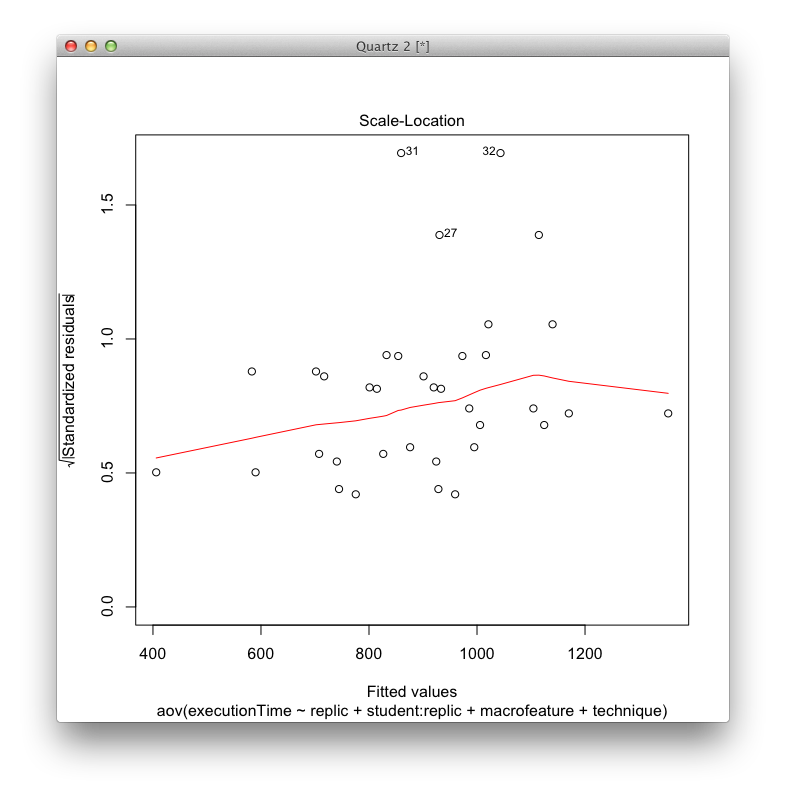 Quartz 2 [*]
Scale-Location
31
32
27
1.5
1.0
0.5
0.0
√|Standardized residuals|
400 600 800 1000 1200
Fitted values
aov(executionTime ~ replic + student:replic + macrofeature + technique)